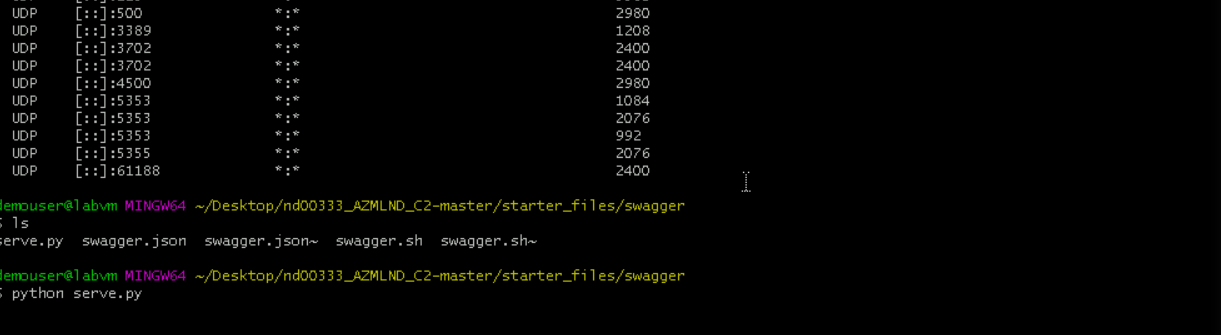 UDP [::]:500 *:* 2980
UDP [::]:3389 *:* 1208
UDP [::]:3702 *:* 2400
UDP [::]:3702 *:* 2400
UDP [::]:4500 *:* 2980
UDP [::]:5353 *:* 1084
UDP [::]:5353 *:* 2076
UDP [::]:5353 *:* 992
UDP [::]:5355 *:* 2076
UDP [::]:61188 *:* 2400
demouser@labvm MINGW64 ~/Desktop/nd00333_AZMLND_C2-master/starter_files/swagger
$ ls
serve.py swagger.json swagger.json~ swagger.sh swagger.sh~
demouser@labvm MINGW64 ~/Desktop/nd00333_AZMLND_C2-master/starter_files/swagger
$ python serve.py